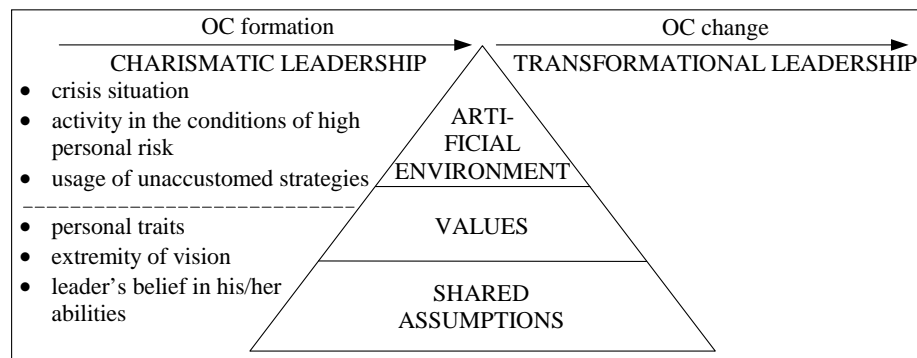 OC formation
OC change
CHARISMATIC LEADERSHIP
TRANSFORMATIONAL LEADERSHIP
• crisis situation
• activity in the conditions of high
personal risk
• usage of unaccustomed strategies
• personal traits
• extremity of vision
• leader's belief in his/her
abilities
ARTI-
FICIAL
ENVIRONMENT
VALUES
SHARED
ASSUMPTIONS